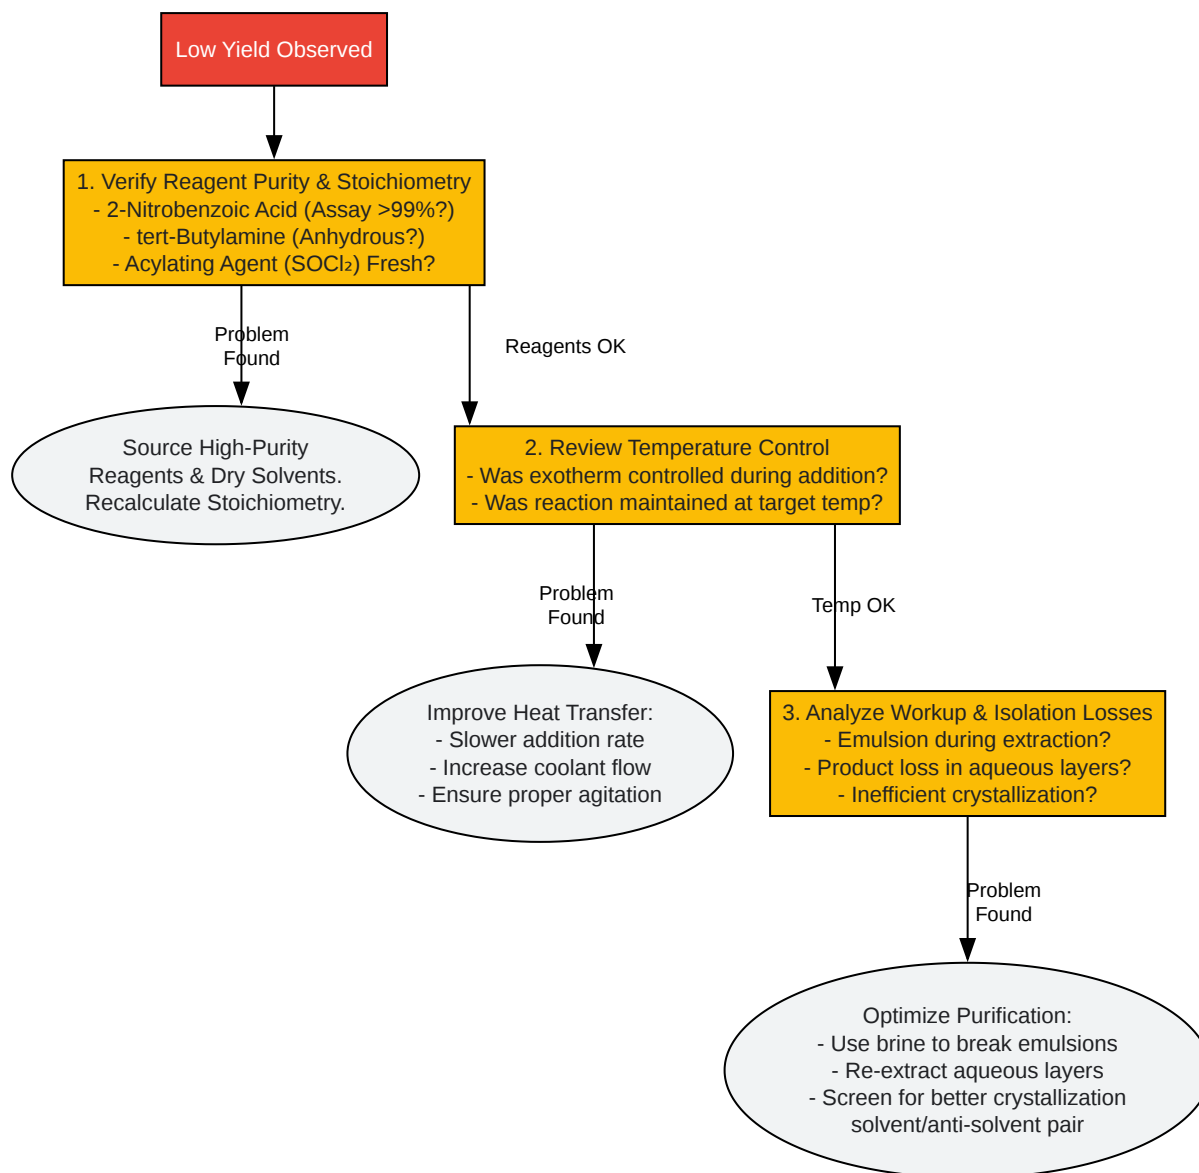 Low Yield Observed
1. Verify Reagent Purity & Stoichiometry
- 2-Nitrobenzoic Acid (Assay >99%?)
- tert-Butylamine (Anhydrous?)
- Acylating Agent (SOCl₂) Fresh?
Problem
Found
Reagents OK
Source High-Purity
Reagents & Dry Solvents.
Recalculate Stoichiometry.
2. Review Temperature Control
- Was exotherm controlled during addition?
- Was reaction maintained at target temp?
Problem
Found
Temp OK
Improve Heat Transfer:
- Slower addition rate
- Increase coolant flow
- Ensure proper agitation
3. Analyze Workup & Isolation Losses
- Emulsion during extraction?
- Product loss in aqueous layers?
- Inefficient crystallization?
Problem
Found
Optimize Purification:
- Use brine to break emulsions
- Re-extract aqueous layers
- Screen for better crystallization
solvent/anti-solvent pair